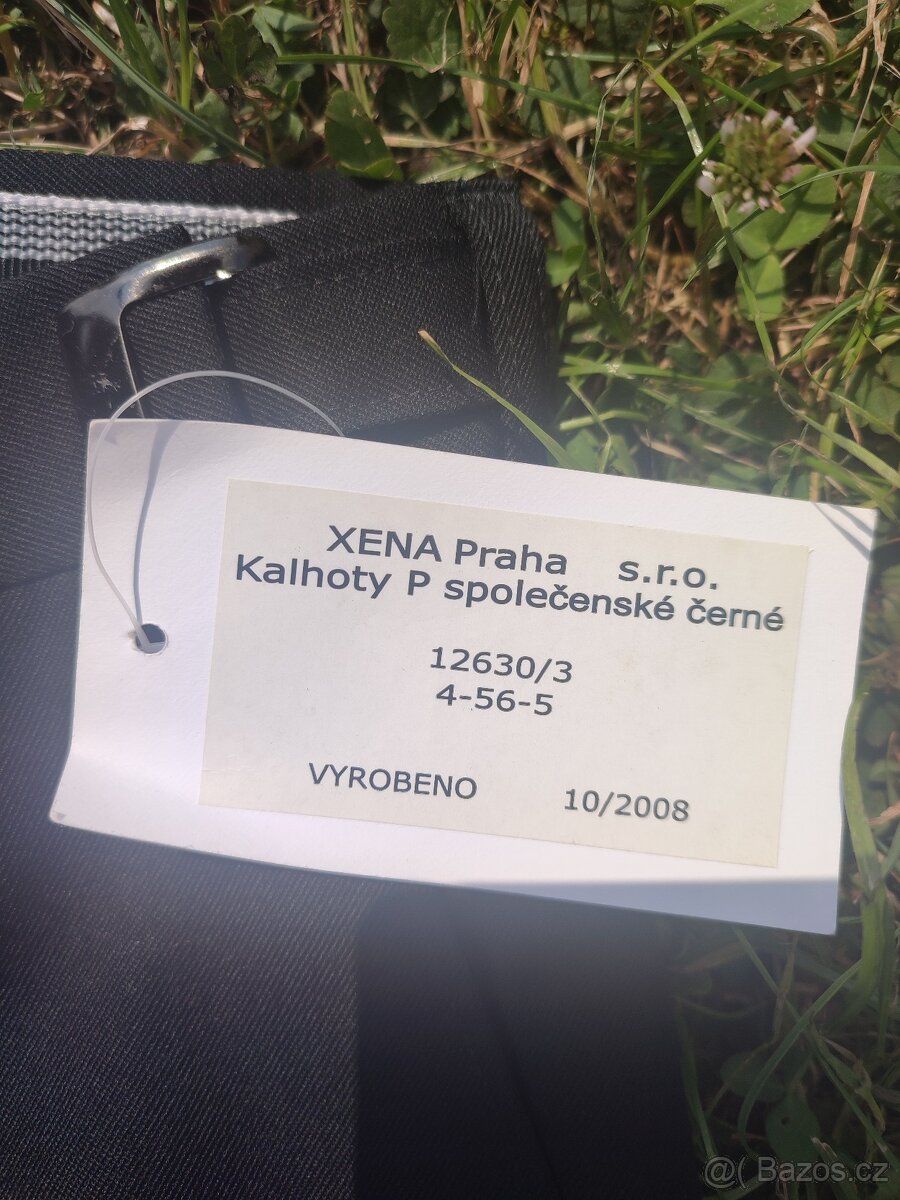 XENA Praha s.r.o.
Kalhoty P společenské černé
12630/3
4-56-5
VYROBENO 10/2008
@( Bazos.cz